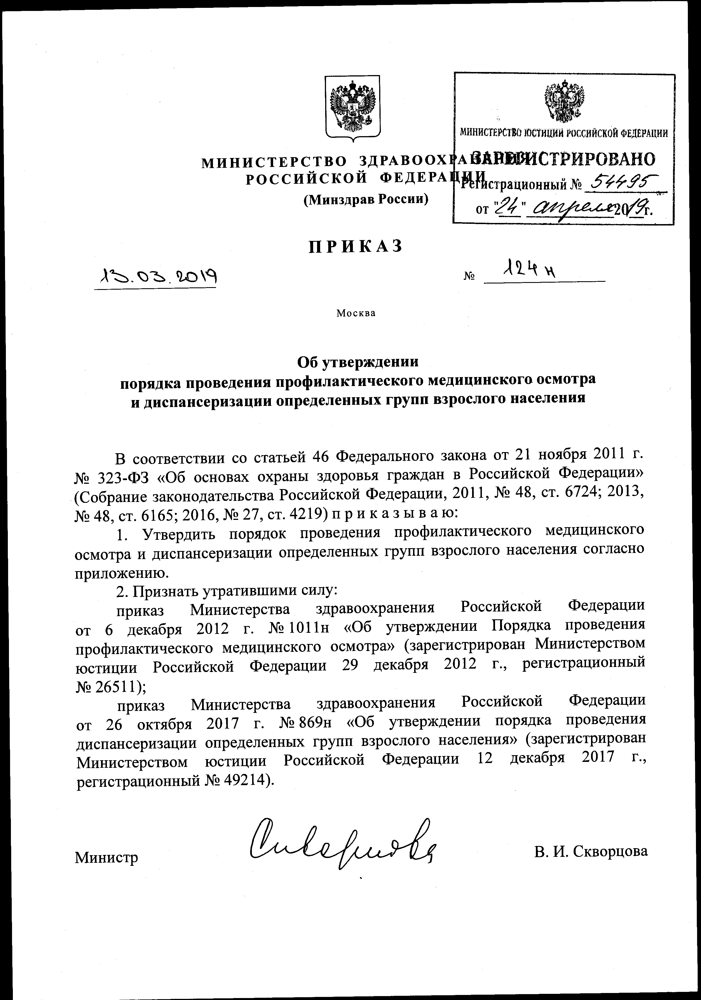 МИНИСТЕРСТВО ЮСТИЦИИ РОССИЙСКОЙ ФЕДЕРАЦИИ
ЗАРЕГИСТРИРОВАНО
Регистрационный № 54495
от "24" апреля 2019г.
МИНИСТЕРСТВО ЗДРАВООХРАНЕНИЯ
РОССИЙСКОЙ ФЕДЕРАЦИИ
(Минздрав России)
ПРИКАЗ
13.03.2019 № 124н
Москва
Об утверждении
порядка проведения профилактического медицинского осмотра
и диспансеризации определенных групп взрослого населения
В соответствии со статьей 46 Федерального закона от 21 ноября 2011 г.
№ 323-ФЗ «Об основах охраны здоровья граждан в Российской Федерации»
(Собрание законодательства Российской Федерации, 2011, № 48, ст. 6724; 2013,
№ 48, ст. 6165; 2016, № 27, ст. 4219) п р и к а з ы в а ю:
1. Утвердить порядок проведения профилактического медицинского
осмотра и диспансеризации определенных групп взрослого населения согласно
приложению.
2. Признать утратившими силу:
приказ Министерства здравоохранения Российской Федерации
от 6 декабря 2012 г. № 1011н «Об утверждении Порядка проведения
профилактического медицинского осмотра» (зарегистрирован Министерством
юстиции Российской Федерации 29 декабря 2012 г., регистрационный
№ 26511);
приказ Министерства здравоохранения Российской Федерации
от 26 октября 2017 г. № 869н «Об утверждении порядка проведения
диспансеризации определенных групп взрослого населения» (зарегистрирован
Министерством юстиции Российской Федерации 12 декабря 2017 г.,
регистрационный № 49214).
Министр В. И. Скворцова